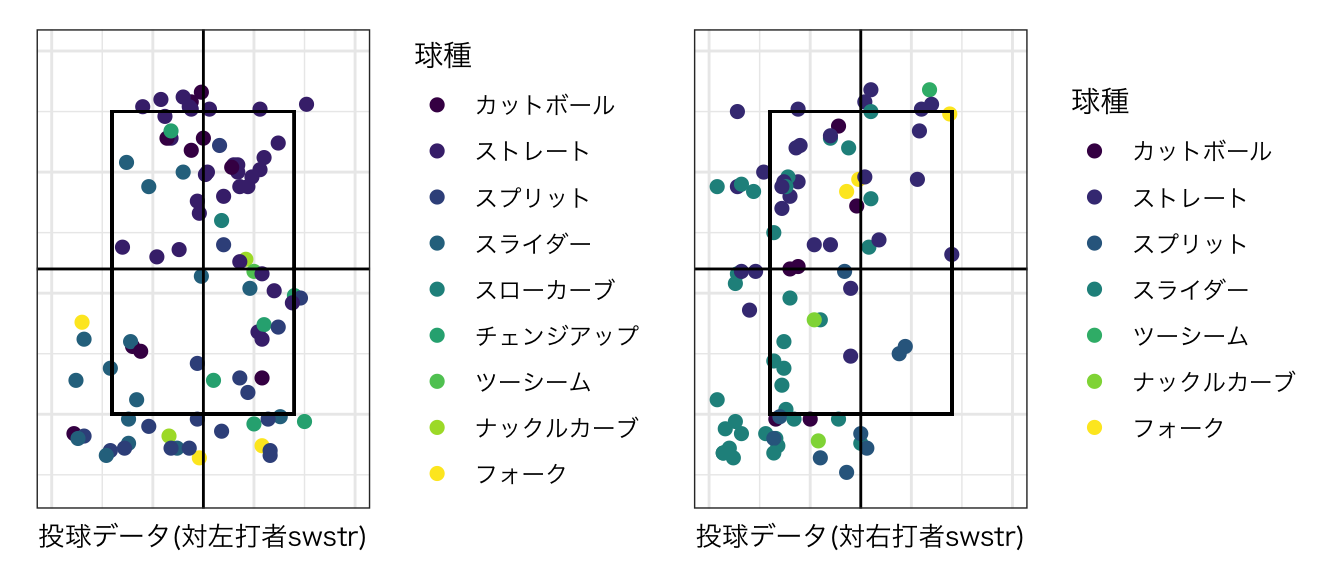 球種
カットボール
ストレート
スプリット
スライダー
スローカーブ
チェンジアップ
ツーシーム
ナックルカーブ
フォーク
投球データ(対左打者swstr)
球種
カットボール
ストレート
スプリット
スライダー
ツーシーム
ナックルカーブ
フォーク
投球データ(対右打者swstr)